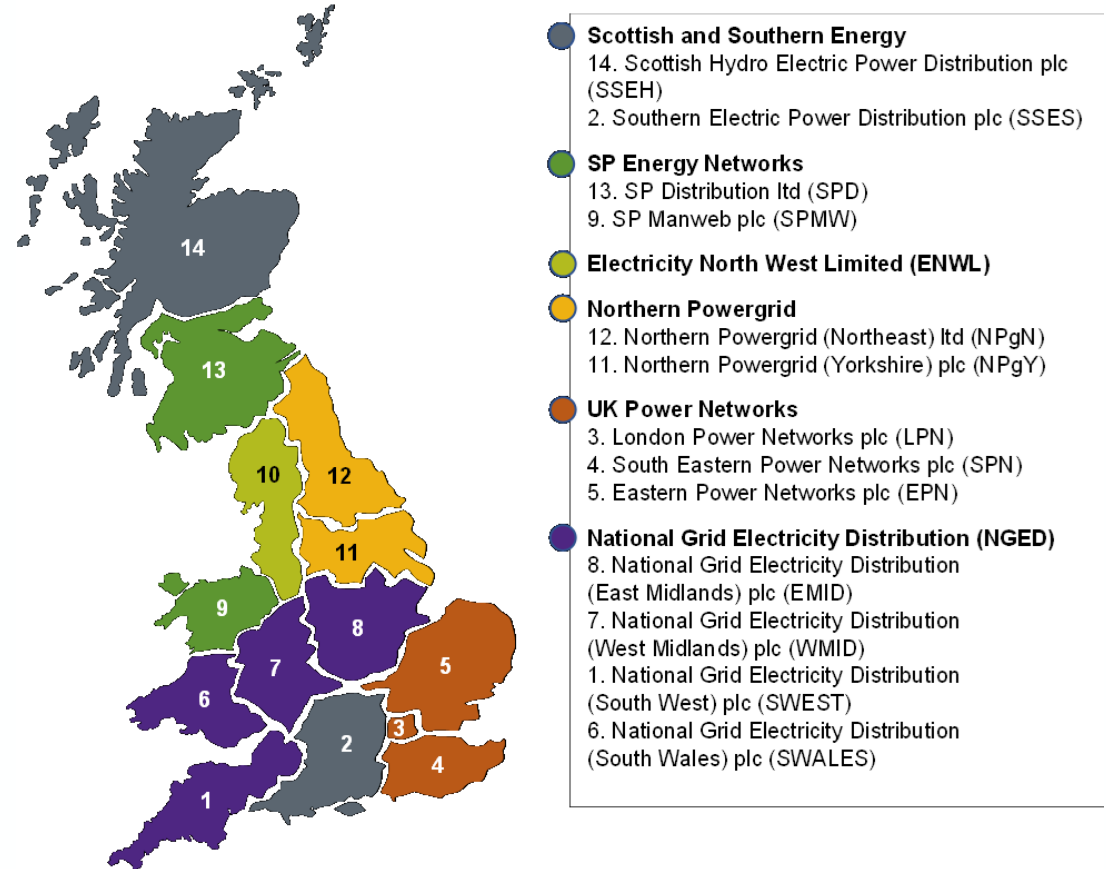 Scottish and Southern Energy
14. Scottish Hydro Electric Power Distribution plc
(SSEH)
2. Southern Electric Power Distribution plc (SSES)
SP Energy Networks
13. SP Distribution ltd (SPD)
9. SP Manweb plc (SPMW)
Electricity North West Limited (ENWL)
Northern Powergrid
12. Northern Powergrid (Northeast) ltd (NPgN)
11. Northern Powergrid (Yorkshire) plc (NPgY)
UK Power Networks
3. London Power Networks plc (LPN)
4. South Eastern Power Networks plc (SPN)
5. Eastern Power Networks plc (EPN)
National Grid Electricity Distribution (NGED)
8. National Grid Electricity Distribution
(East Midlands) plc (EMID)
7. National Grid Electricity Distribution
(West Midlands) plc (WMID)
1. National Grid Electricity Distribution
(South West) plc (SWEST)
6. National Grid Electricity Distribution
(South Wales) plc (SWALES)
14
13
10
12
11
9
8
7
5
6
3
2
4
1